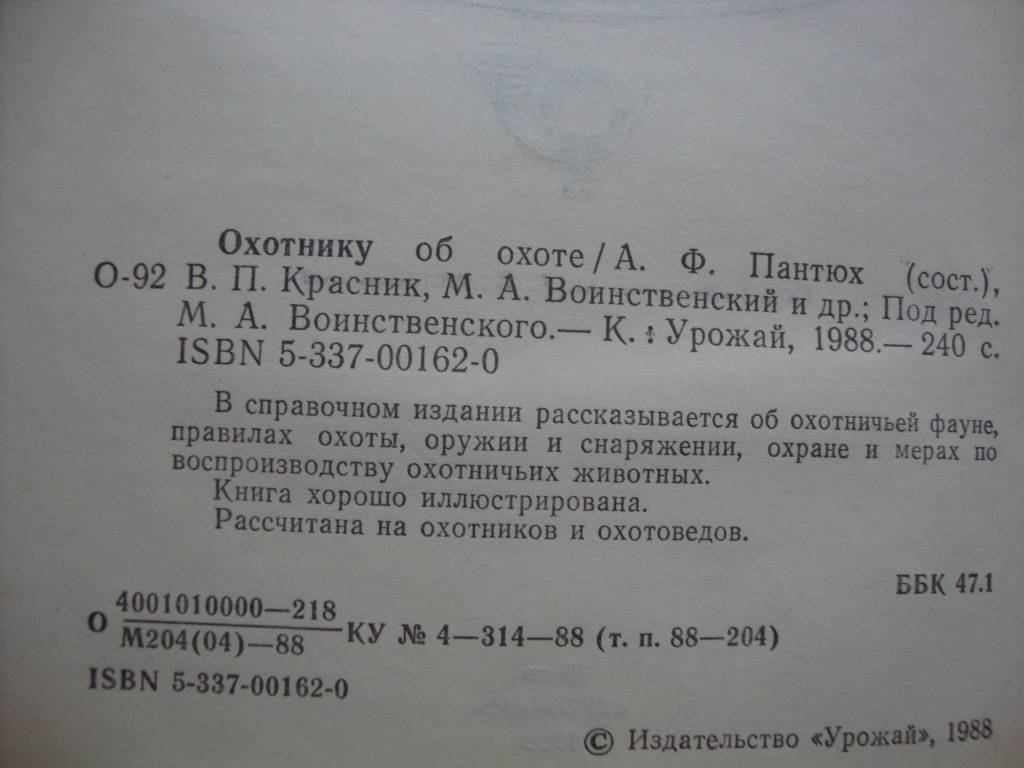 Охотнику об охоте / А. Ф. Пантюх (сост.),
О-92 В. П. Красник, М. А. Воинственский и др.; Под ред.
М. А. Воинственского.— К. : Урожай, 1988.— 240 с.
ISBN 5-337-00162-0
В справочном издании рассказывается об охотничьей фауне,
правилах охоты, оружии и снаряжении, охране и мерах по
воспроизводству охотничьих животных.
Книга хорошо иллюстрирована.
Рассчитана на охотников и охотоведов.
ББК 47.1
4001010000—218
О КУ № 4—314—88 (т. п. 88—204)
М204(04)—88
ISBN 5-337-00162-0
© Издательство «Урожай», 1988